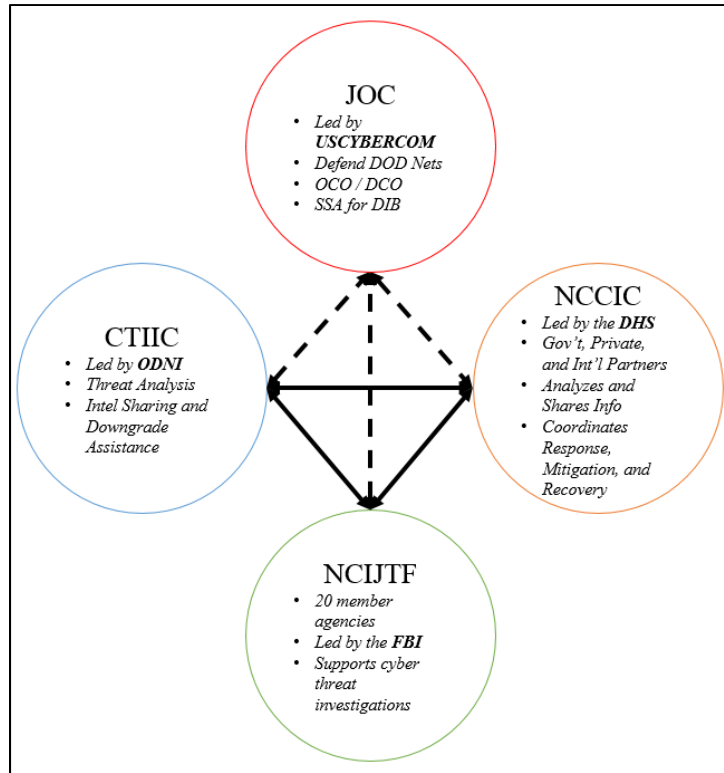 JOC
• Led by
USCYBERCOM
• Defend DOD Nets
• OCO / DCO
• SSA for DIB
CTIIC
• Led by ODNI
• Threat Analysis
• Intel Sharing and
Downgrade
Assistance
NCCIC
• Led by the DHS
• Gov’t, Private,
and Int’l Partners
• Analyzes and
Shares Info
• Coordinates
Response,
Mitigation, and
Recovery
NCIJTF
• 20 member
agencies
• Led by the FBI
• Supports cyber
threat
investigations